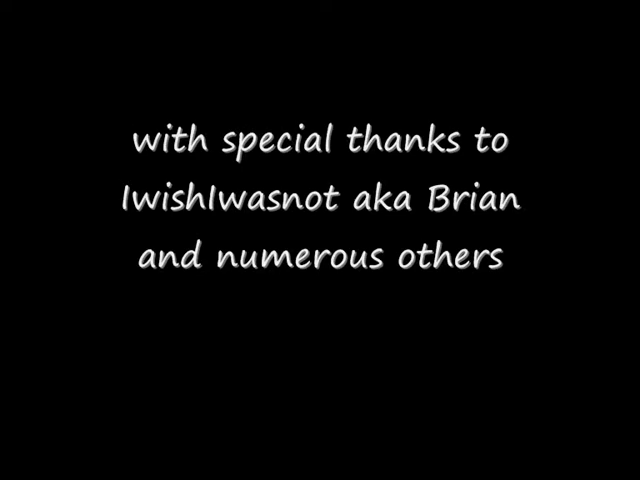 with special thanks to
IwishIwasnot aka Brian
and numerous others